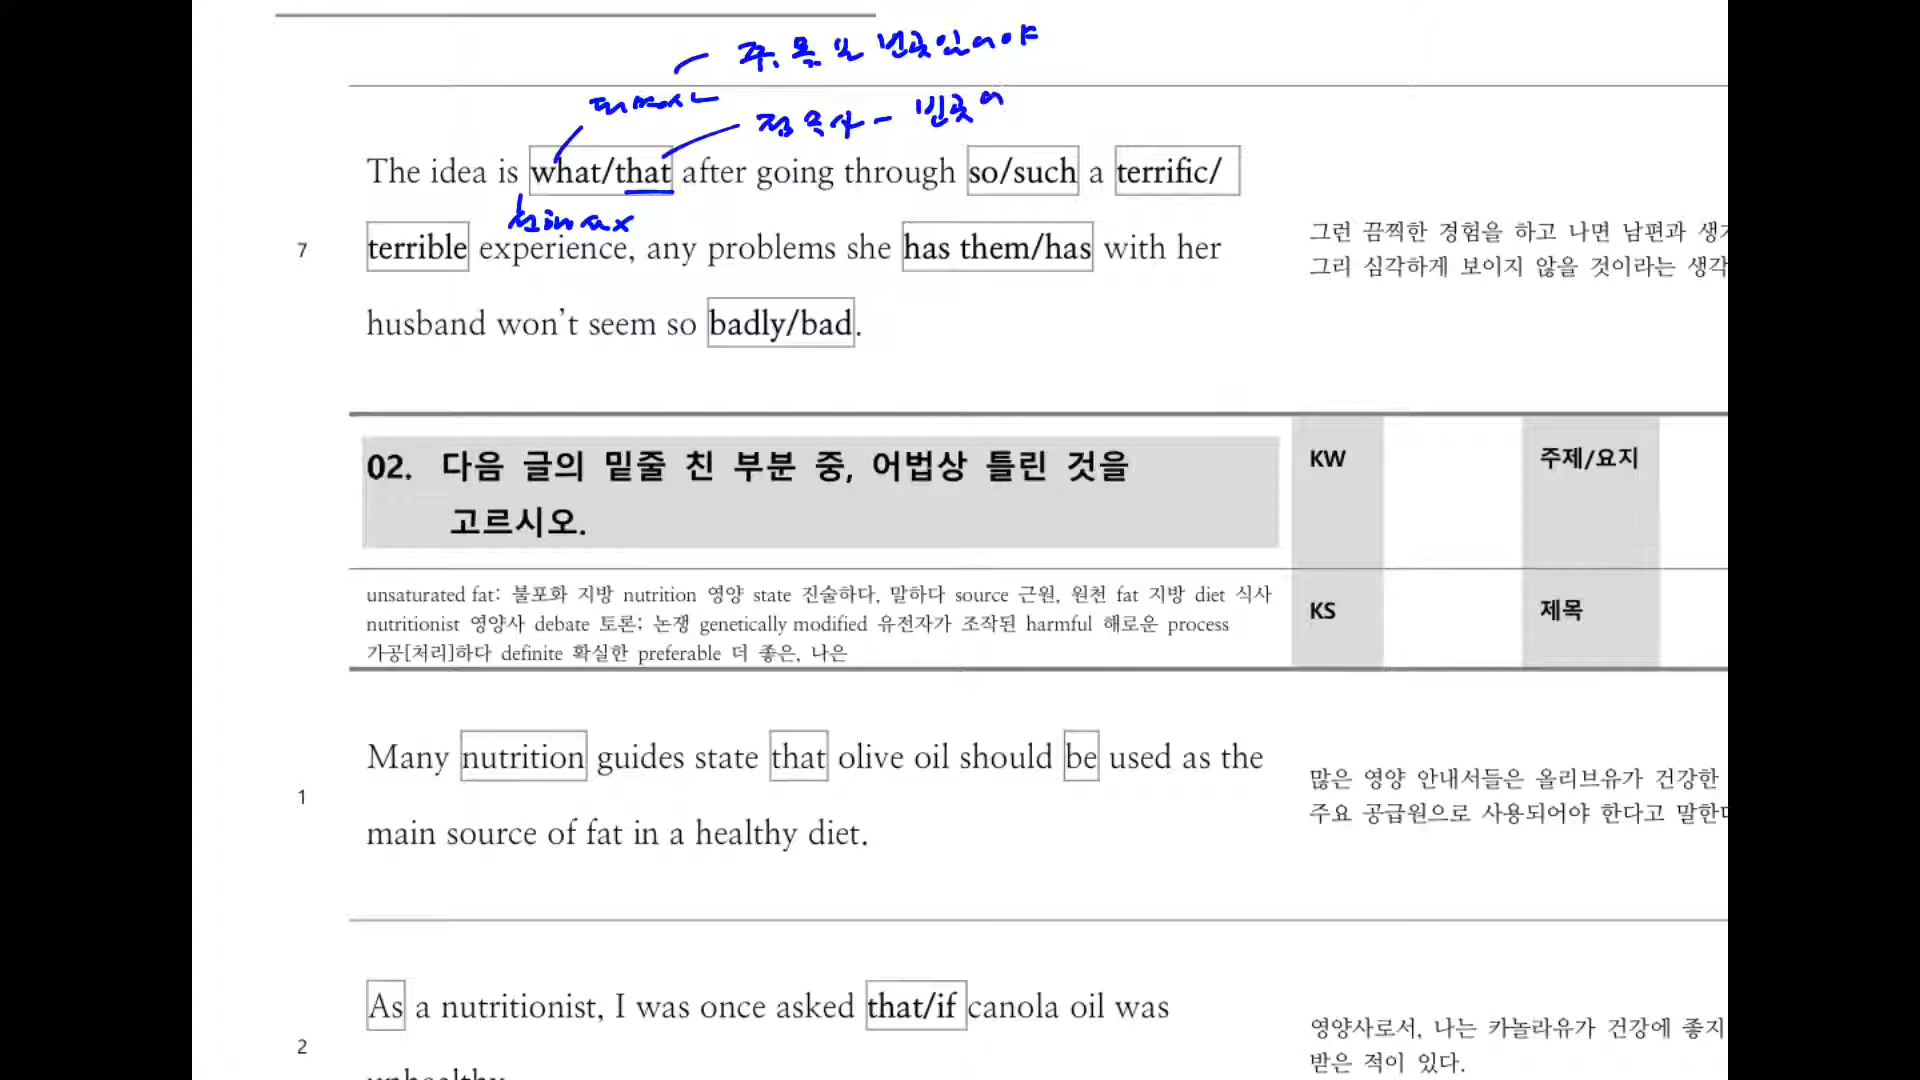 주, 목, 보 빈곳있어야
접속사 - 빈곳
The idea is what/that after going through so/such a terrific/
선행사 x
7 terrible experience, any problems she has them/has with her
husband won't seem so badly/bad.
그런 끔찍한 경험을 하고 나면 남편과
그리 심각하게 보이지 않을 것이라는 생각
02. 다음 글의 밑줄 친 부분 중, 어법상 틀린 것을
고르시오.
KW
주제/요지
unsaturated fat: 불포화 지방 nutrition 영양 state 진술하다, 말하다 source 근원, 원천 fat 지방 diet 식사
nutritionist 영양사 debate 토론; 논쟁 genetically modified 유전자가 조작된 harmful 해로운 process
가공[처리]하다 definite 확실한 preferable 더 좋은, 나은
KS
제목
Many nutrition guides state that olive oil should be used as the
1
main source of fat in a healthy diet.
많은 영양 안내서들은 올리브유가 건강한
주요 공급원으로 사용되어야 한다고
As a nutritionist, I was once asked that/if canola oil was
2
unhealthy
영양사로서, 나는 카놀라유가 건강에 좋지
받은 적이 있다.